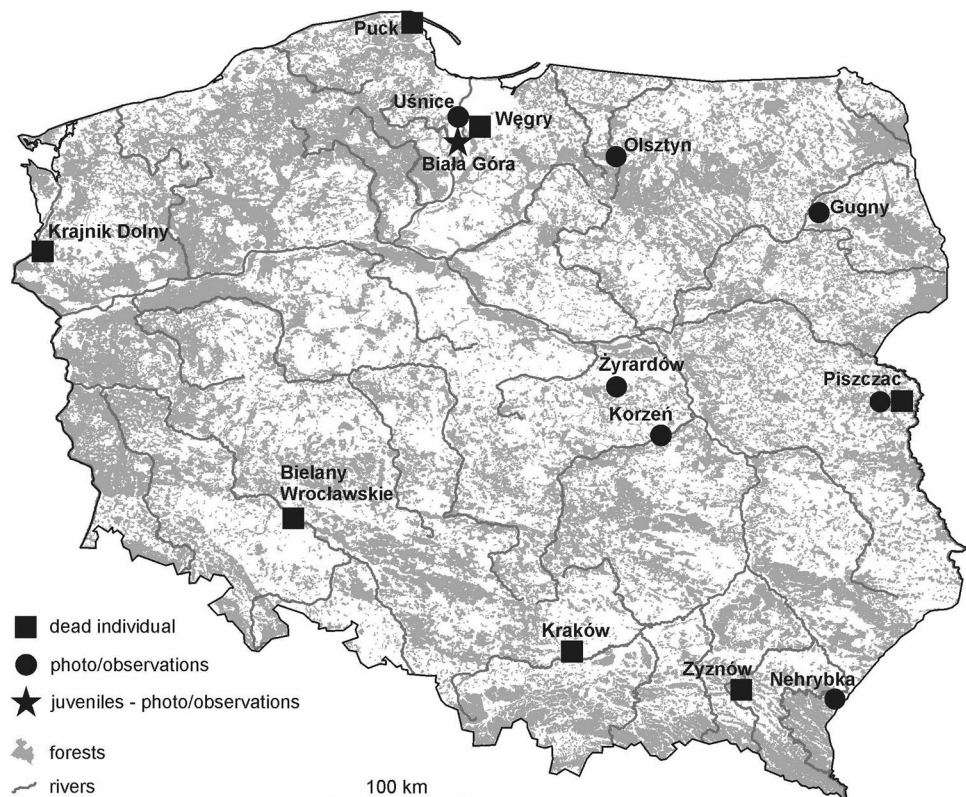 Puck
Uśnice
Węgry
Biała Góra
Olsztyn
Gugny
Krajnik Dolny
Żyrardów
Piszczac
Korzeń
Bielany
Wrocławskie
Kraków
Zyznów
Nehrybka
dead individual
photo/observations
juveniles - photo/observations
forests
rivers
100 km